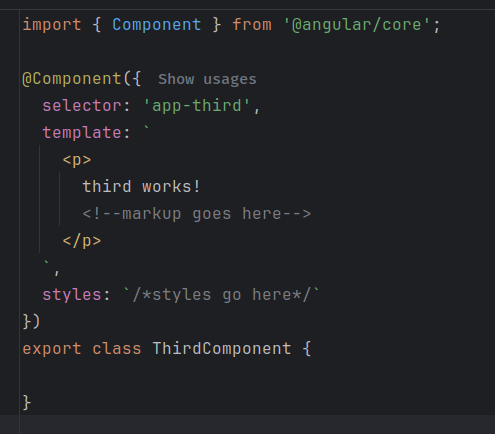 import { Component } from '@angular/core';
@Component({ Show usages
selector: 'app-third',
template: `
<p>
third works!
<!--markup goes here-->
</p>
`,
styles: `/*styles go here*/`
})
export class ThirdComponent {
}